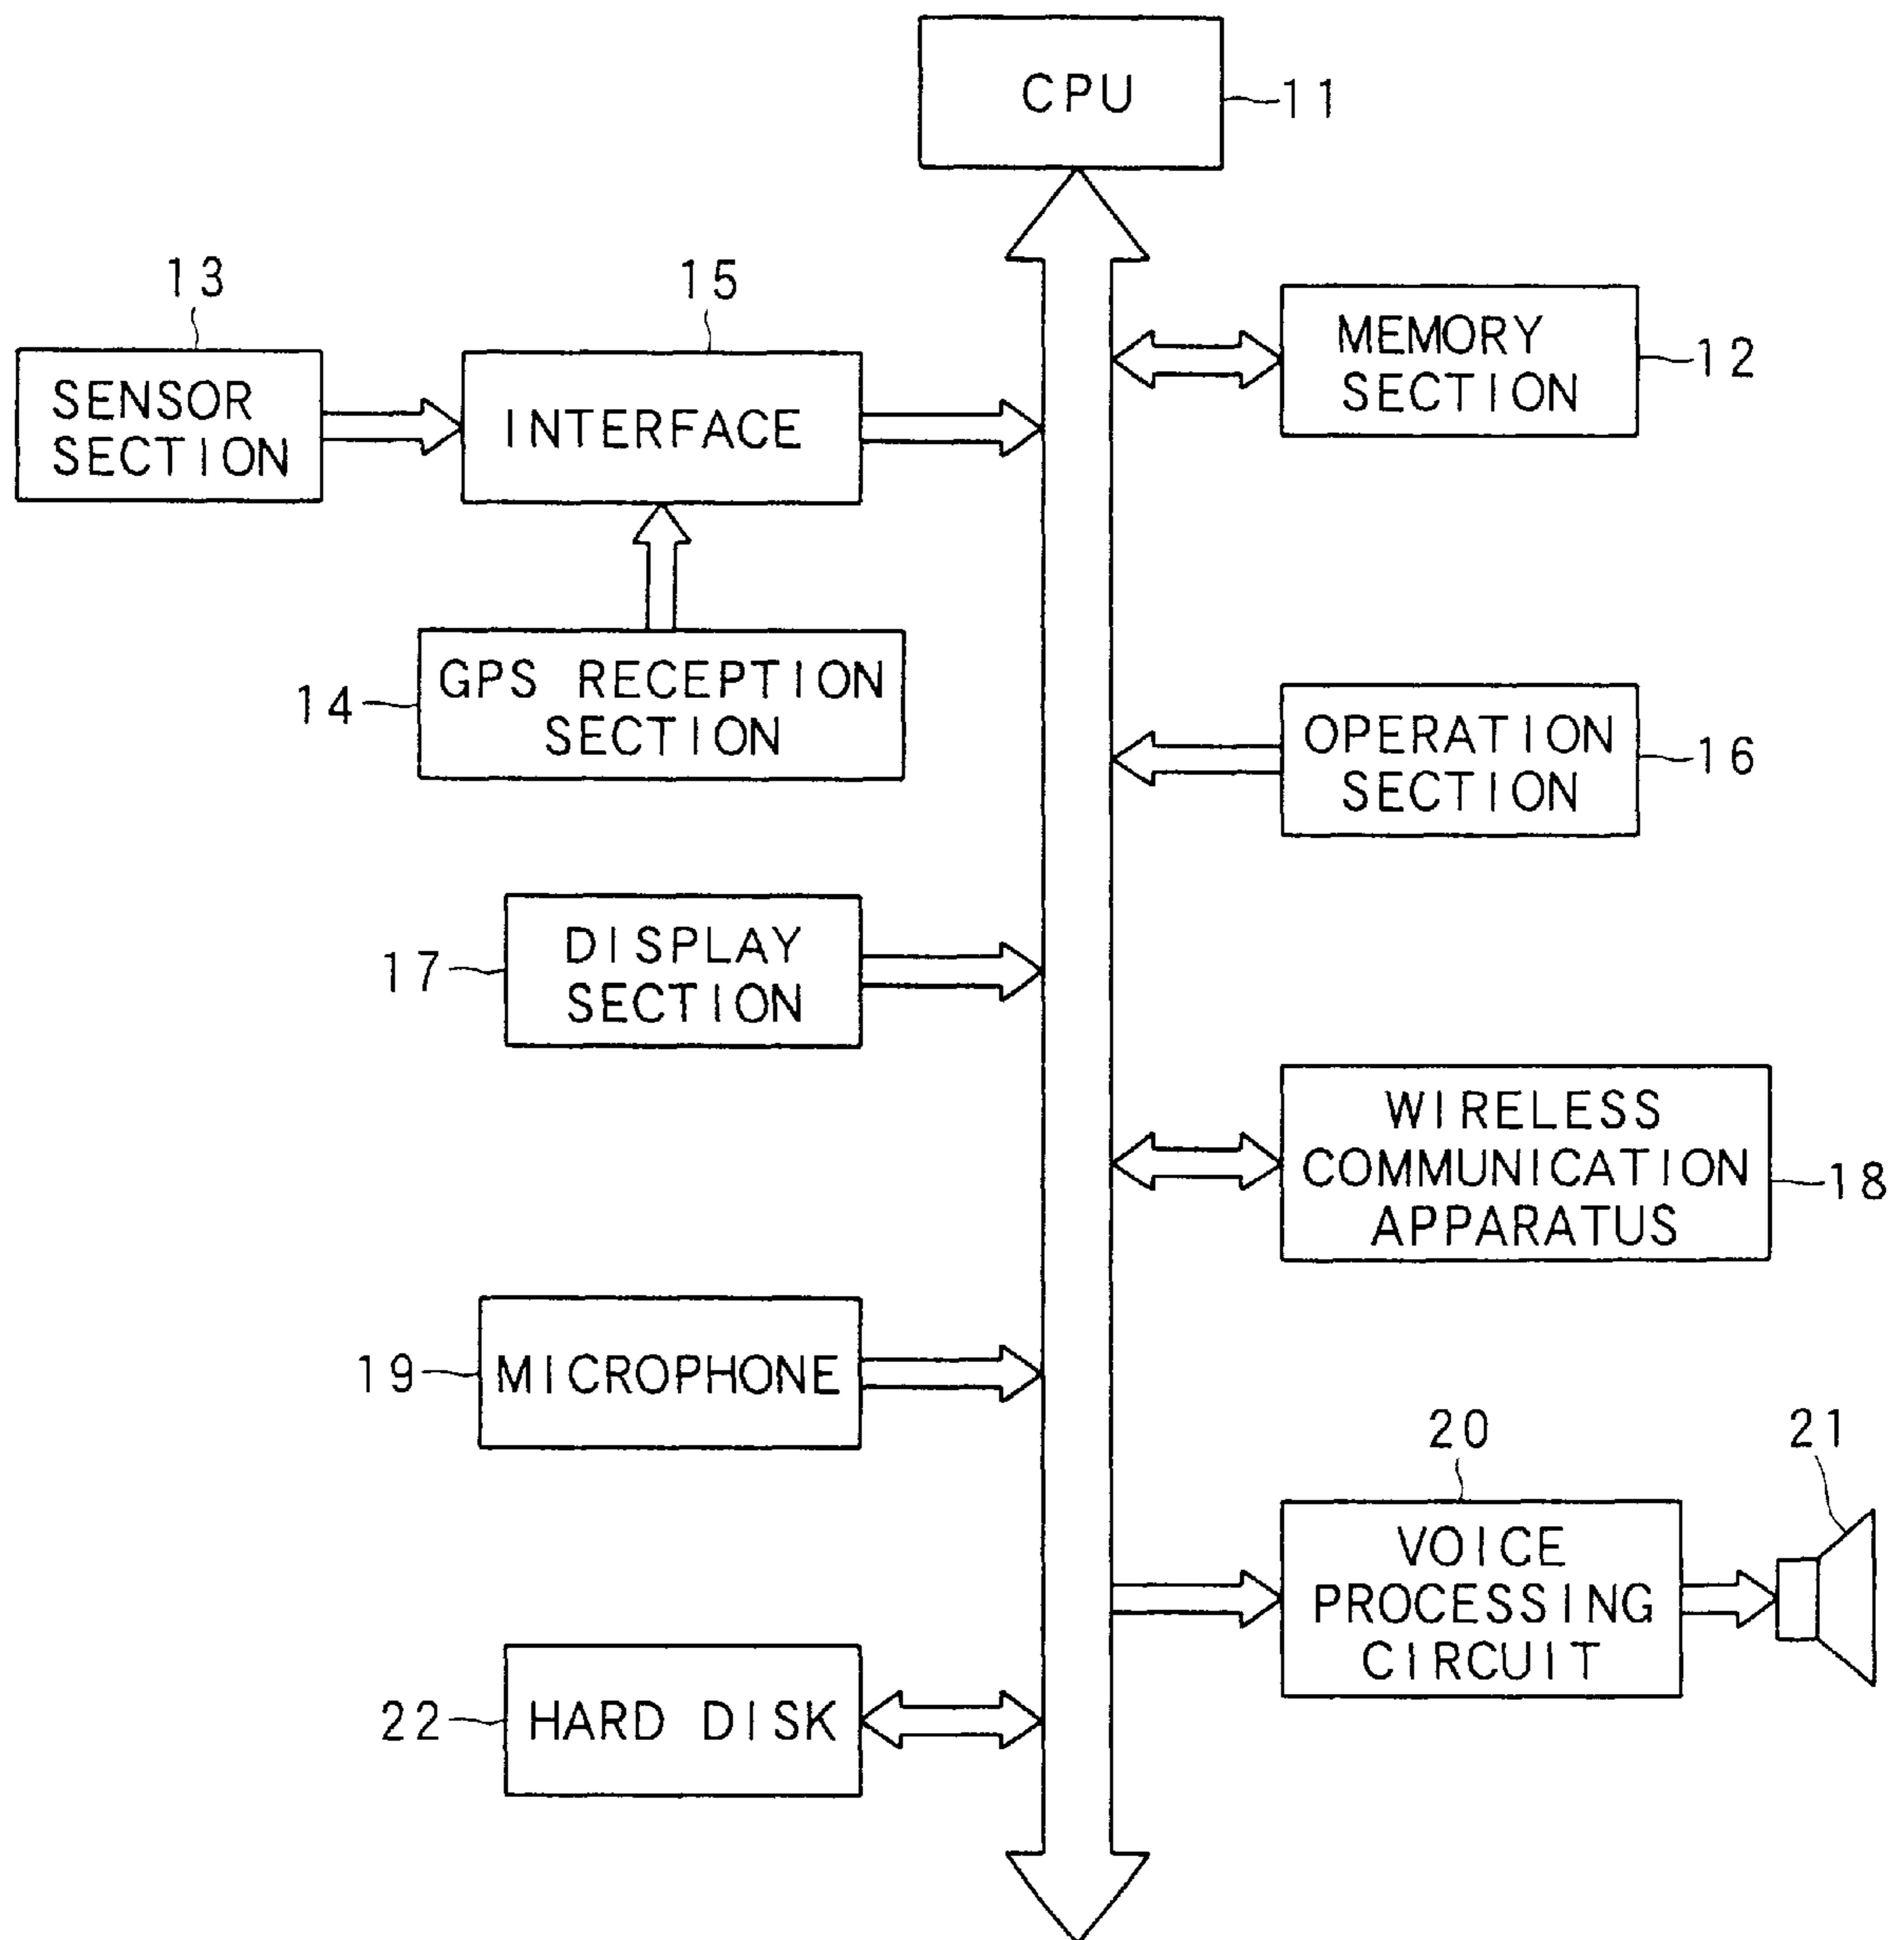 CPU
11
13
15
SENSOR
SECTION
INTERFACE
MEMORY
SECTION
12
14
GPS RECEPTION
SECTION
OPERATION
SECTION
16
17
DISPLAY
SECTION
WIRELESS
COMMUNICATION
APPARATUS
18
19
MICROPHONE
20
21
VOICE
PROCESSING
CIRCUIT
22
HARD DISK